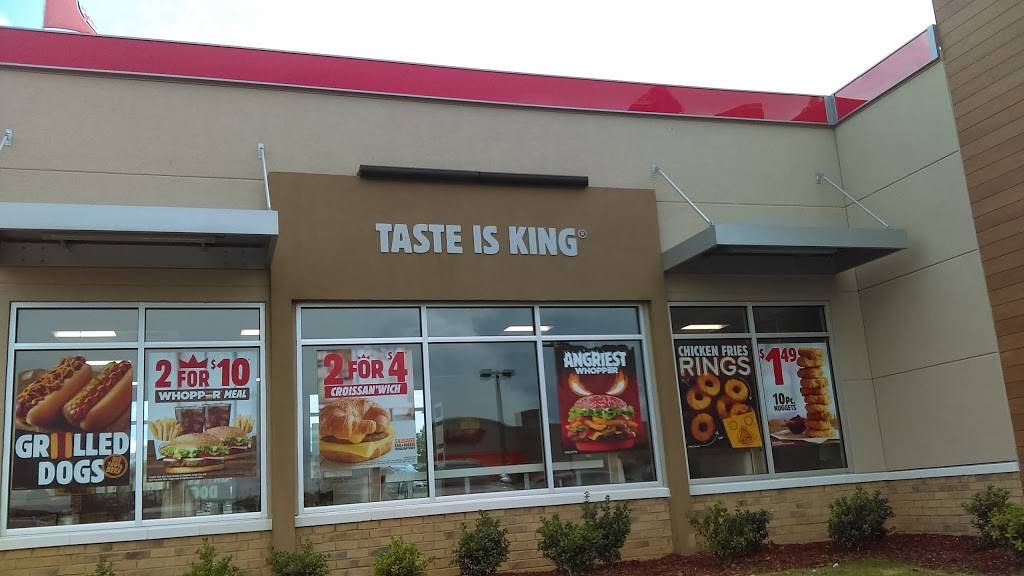 TASTE IS KING®
GRILLED
DOGS
2 FOR $10
WHOPPER MEAL
2 FOR $4
CROISSAN'WICH
ANGRIEST
WHOPPER
CHICKEN FRIES
RINGS
$1.49
10 Pc.
NUGGETS